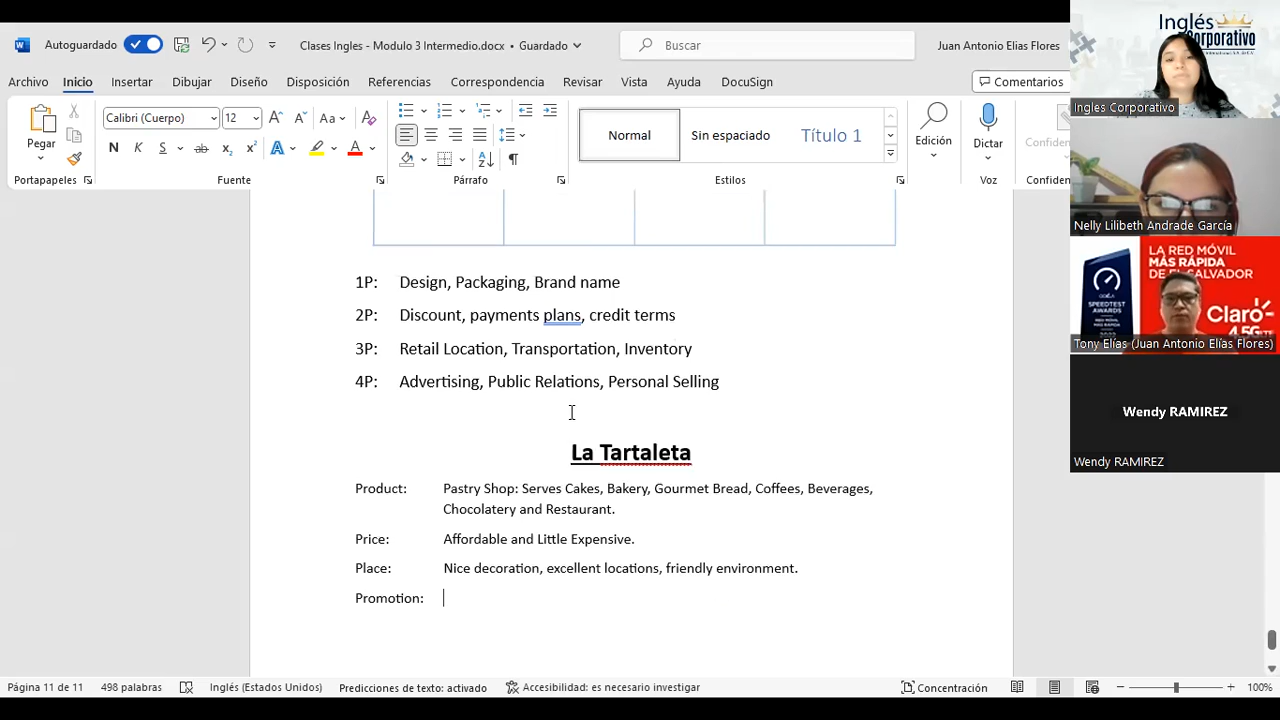 Autoguardado
Clases Ingles - Modulo 3 Intermedio.docx • Guardado
Buscar
Juan Antonio Elias Flores
Archivo Inicio Insertar Dibujar Diseño Disposición Referencias Correspondencia Revisar Vista Ayuda DocuSign
Comentarios
Pegar
Calibri (Cuerpo) 12
Normal
Sin espaciado
Título 1
Edición
Dictar
Portapapeles Fuente Párrafo Estilos Voz
1P: Design, Packaging, Brand name
2P: Discount, payments plans, credit terms
3P: Retail Location, Transportation, Inventory
4P: Advertising, Public Relations, Personal Selling
La Tartaleta
Product: Pastry Shop: Serves Cakes, Bakery, Gourmet Bread, Coffees, Beverages,
Chocolatery and Restaurant.
Price: Affordable and Little Expensive.
Place: Nice decoration, excellent locations, friendly environment.
Promotion:
Página 11 de 11 498 palabras Inglés (Estados Unidos) Predicciones de texto: activado Accesibilidad: es necesario investigar Concentración 100%
Inglés
Corporativo
Ingles Corporativo
Nelly Lilibeth Andrade García
LA RED MÓVIL
MÁS RÁPIDA
DE EL SALVADOR
SPEEDTEST
AWARDS
Claro
4.5G
Tony Elías (Juan Antonio Elías Flores)
Wendy RAMIREZ
Wendy RAMIREZ